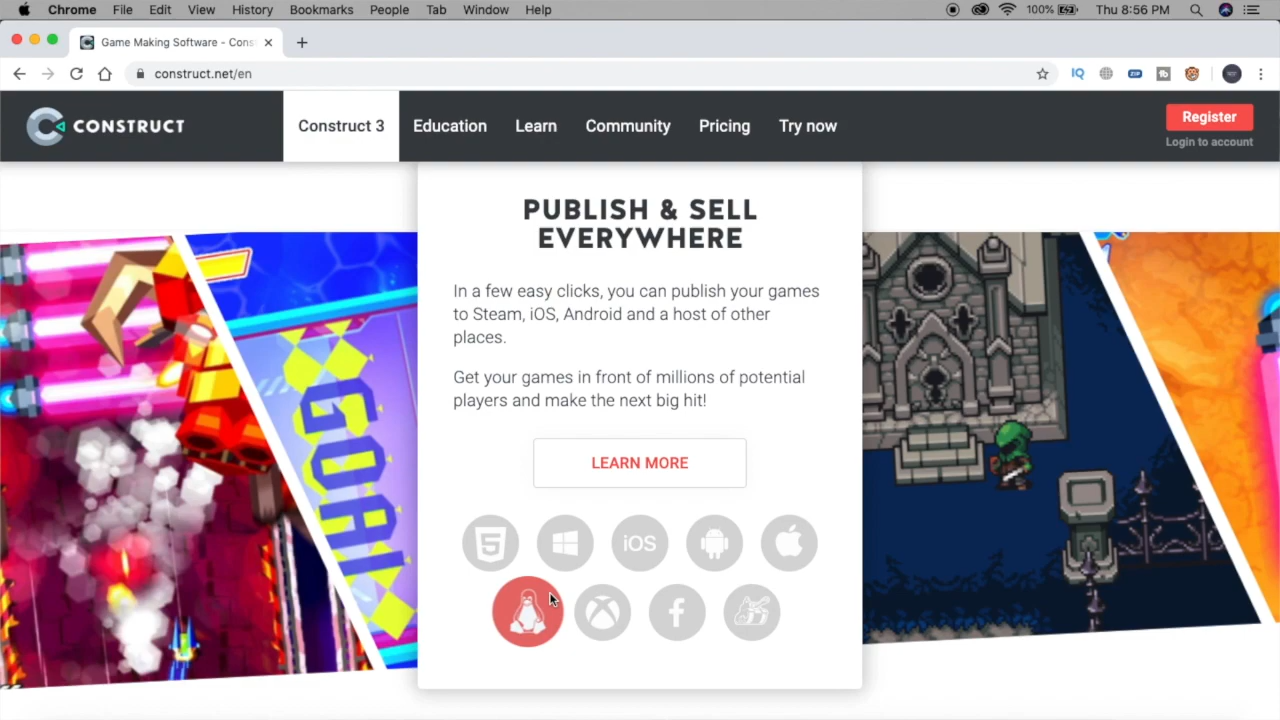 Chrome File Edit View History Bookmarks People Tab Window Help 100% Thu 8:56 PM
Game Making Software - Cons
construct.net/en
IQ ZIP
CONSTRUCT
Construct 3 Education Learn Community Pricing Try now
Register
Login to account
PUBLISH & SELL
EVERYWHERE
In a few easy clicks, you can publish your games
to Steam, iOS, Android and a host of other
places.
Get your games in front of millions of potential
players and make the next big hit!
LEARN MORE
GOAL
5 iOS